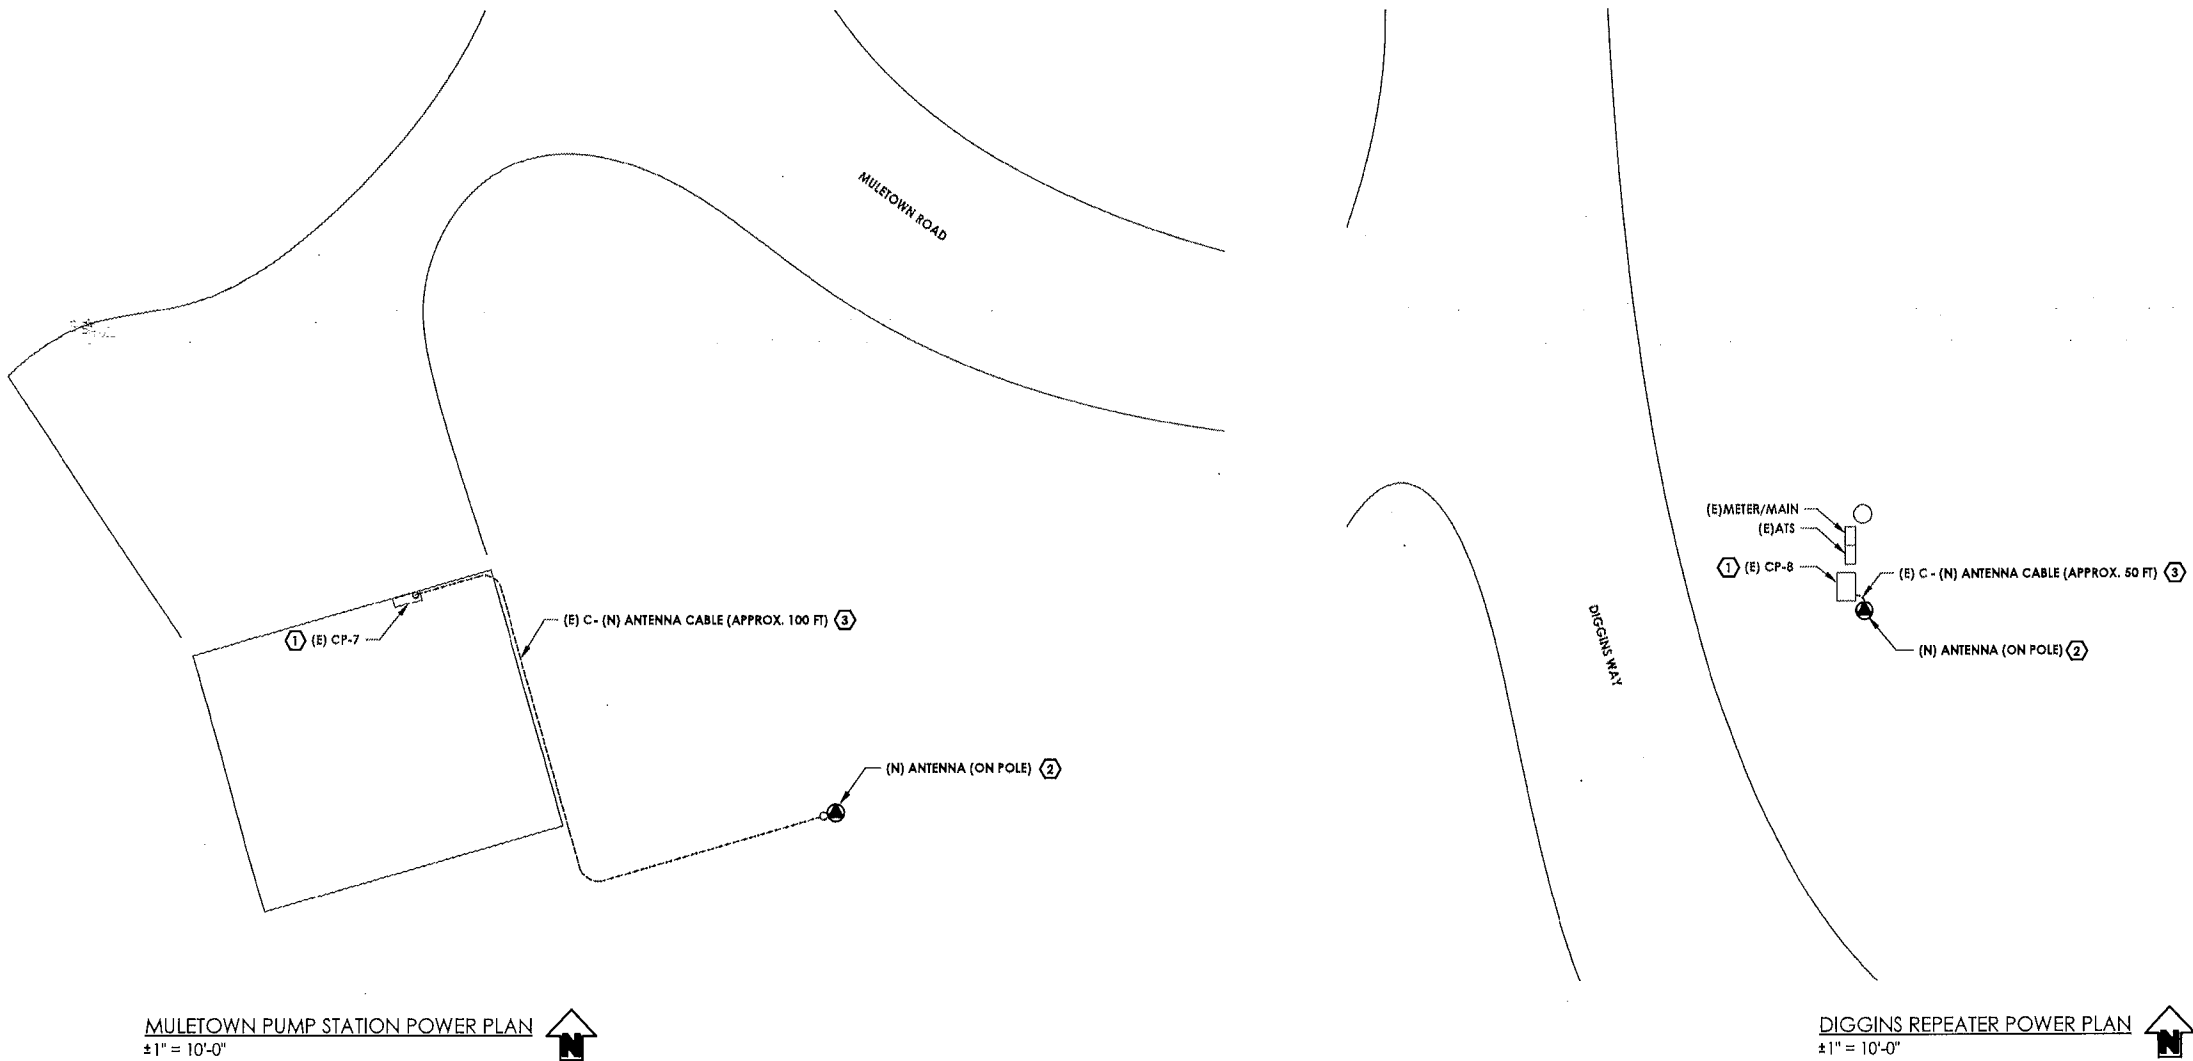 MULETOWN ROAD
① (E) CP-7
(E) C - (N) ANTENNA CABLE (APPROX. 100 FT) 3
(N) ANTENNA (ON POLE) 2
MULETOWN PUMP STATION POWER PLAN
±1" = 10'-0"
N
DIGGINS WAY
(E)METER/MAIN
(E)ATS
1 (E) CP-8
(E) C - (N) ANTENNA CABLE (APPROX. 50 FT) 3
(N) ANTENNA (ON POLE) 2
DIGGINS REPEATER POWER PLAN
±1" = 10'-0"
N